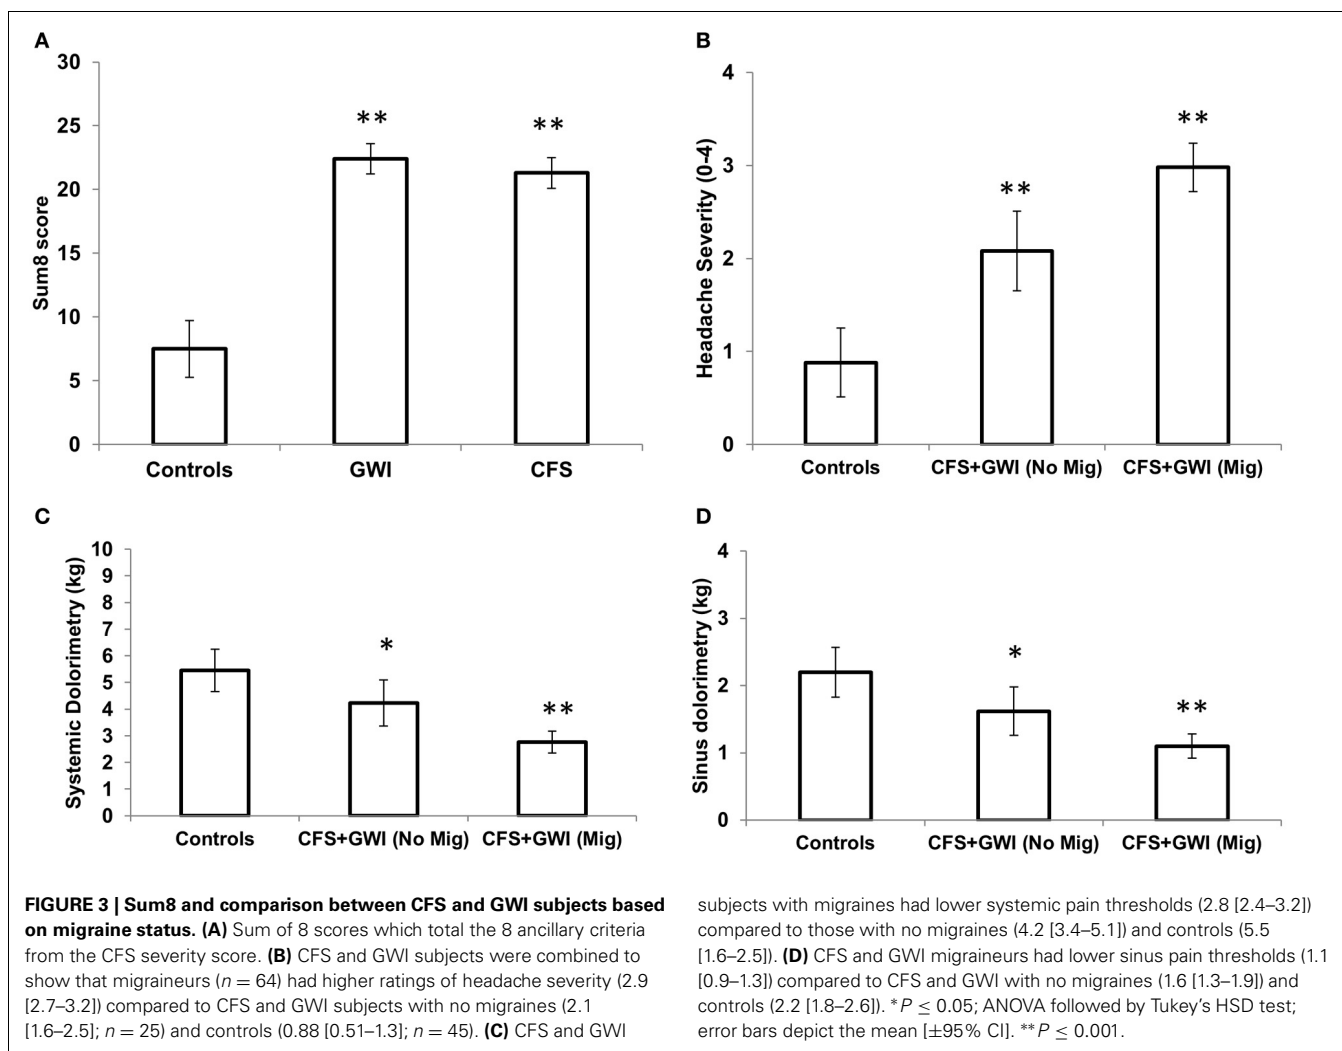 A
30
25
20
15
10
5
0
Sum8 score
**
**
Controls
GWI
CFS
B
4
3
2
1
0
Headache Severity (0-4)
**
**
Controls
CFS+GWI (No Mig)
CFS+GWI (Mig)
C
10
9
8
7
6
5
4
3
2
1
0
Systemic Dolorimetry (kg)
*
**
Controls
CFS+GWI (No Mig)
CFS+GWI (Mig)
D
4
3
2
1
0
Sinus dolorimetry (kg)
*
**
Controls
CFS+GWI (No Mig)
CFS+GWI (Mig)
FIGURE 3 | Sum8 and comparison between CFS and GWI subjects based
on migraine status. (A) Sum of 8 scores which total the 8 ancillary criteria
from the CFS severity score. (B) CFS and GWI subjects were combined to
show that migraineurs (n = 64) had higher ratings of headache severity (2.9
[2.7–3.2]) compared to CFS and GWI subjects with no migraines (2.1
[1.6–2.5]; n = 25) and controls (0.88 [0.51–1.3]; n = 45). (C) CFS and GWI
subjects with migraines had lower systemic pain thresholds (2.8 [2.4–3.2])
compared to those with no migraines (4.2 [3.4–5.1]) and controls (5.5
[1.6–2.5]). (D) CFS and GWI migraineurs had lower sinus pain thresholds (1.1
[0.9–1.3]) compared to CFS and GWI with no migraines (1.6 [1.3–1.9]) and
controls (2.2 [1.8–2.6]). *P ≤ 0.05; ANOVA followed by Tukey's HSD test;
error bars depict the mean [±95% CI]. **P ≤ 0.001.